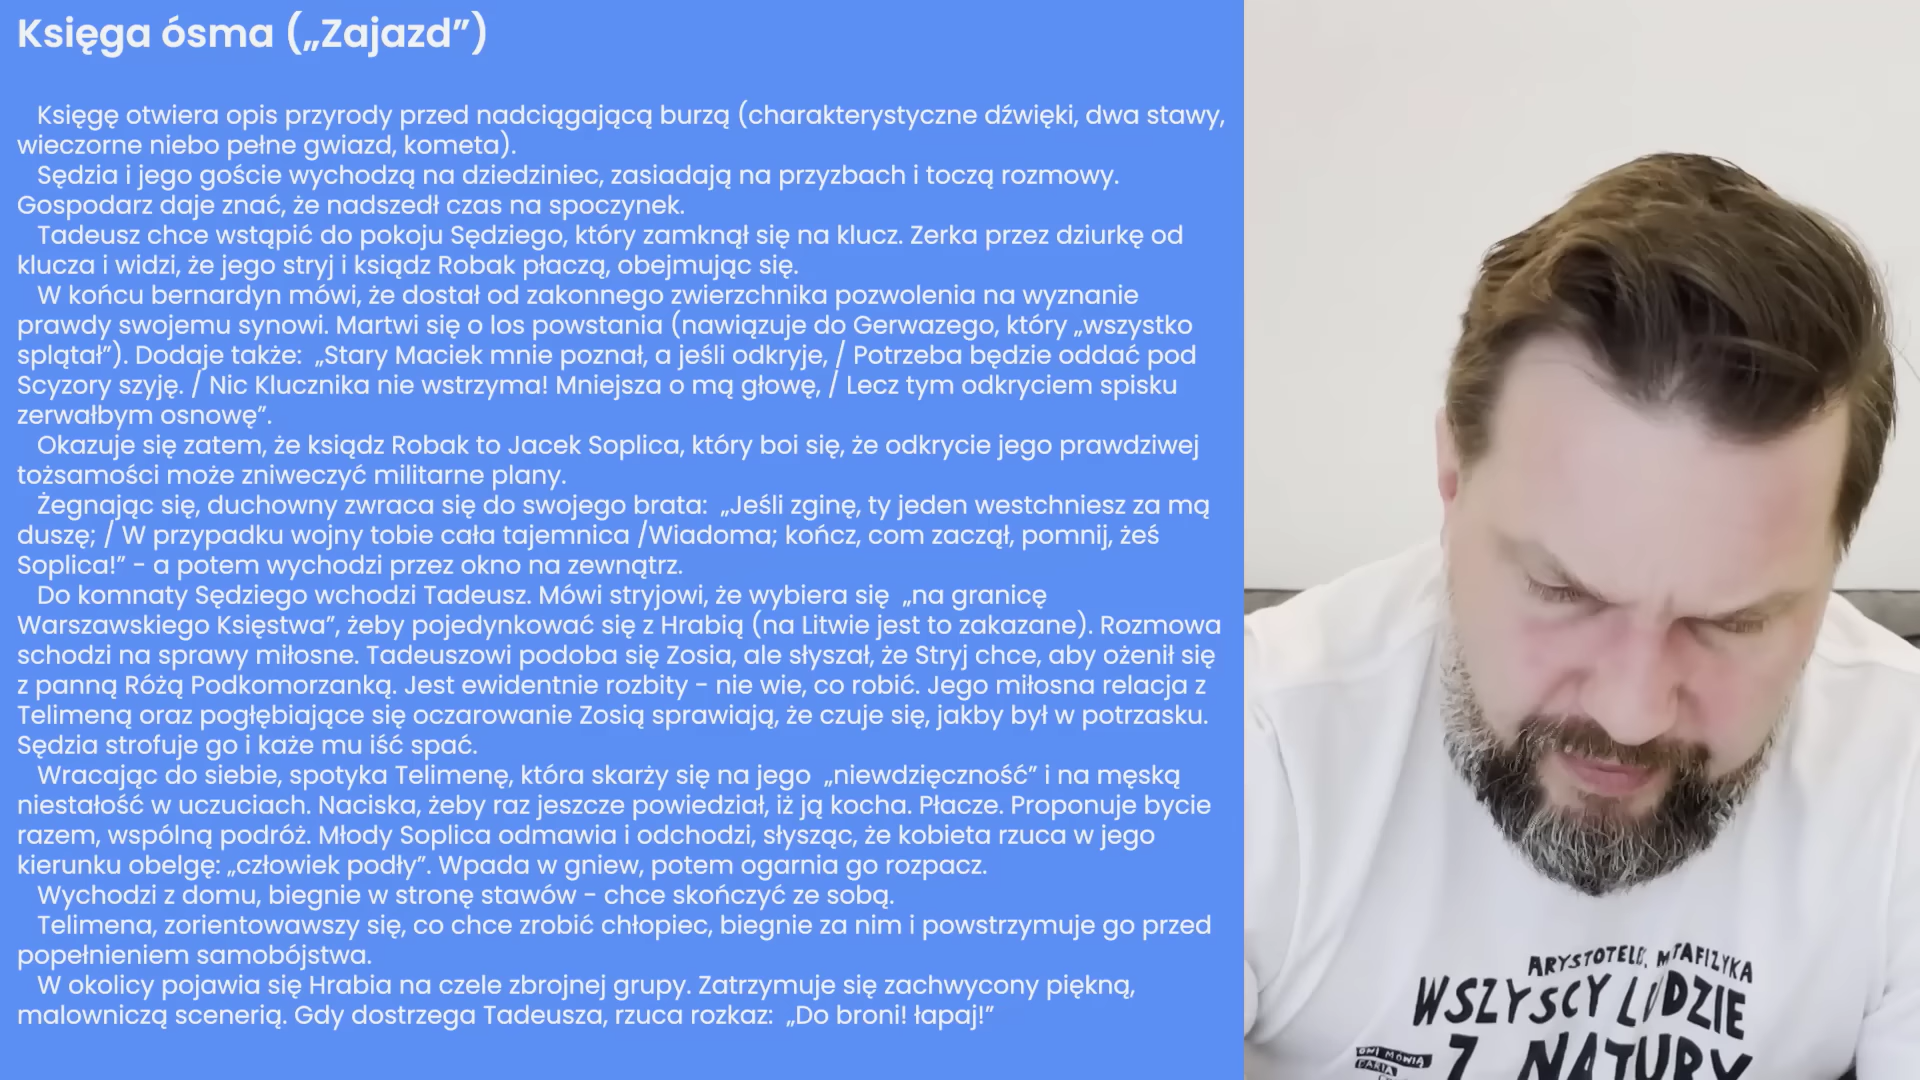 Księga ósma („Zajazd”)
Księgę otwiera opis przyrody przed nadciągającą burzą (charakterystyczne dźwięki, dwa stawy,
wieczorne niebo pełne gwiazd, kometa).
Sędzia i jego goście wychodzą na dziedziniec, zasiadają na przyzbach i toczą rozmowy.
Gospodarz daje znać, że nadszedł czas na spoczynek.
Tadeusz chce wstąpić do pokoju Sędziego, który zamknął się na klucz. Zerka przez dziurkę od
klucza i widzi, że jego stryj i ksiądz Robak płaczą, obejmując się.
W końcu bernardyn mówi, że dostał od zakonnego zwierzchnika pozwolenia na wyznanie
prawdy swojemu synowi. Martwi się o los powstania (nawiązuje do Gerwazego, który „wszystko
splątał”). Dodaje także: „Stary Maciek mnie poznał, a jeśli odkryje, / Potrzeba będzie oddać pod
Scyzory szyję. / Nic Klucznika nie wstrzyma! Mniejsza o mą głowę, / Lecz tym odkryciem spisku
zerwałbym osnowę”.
Okazuje się zatem, że ksiądz Robak to Jacek Soplica, który boi się, że odkrycie jego prawdziwej
tożsamości może zniweczyć militarne plany.
Żegnając się, duchowny zwraca się do swojego brata: „Jeśli zginę, ty jeden westchniesz za mą
duszę; / W przypadku wojny tobie cała tajemnica /Wiadoma; kończ, com zaczął, pomnij, żeś
Soplica!” - a potem wychodzi przez okno na zewnątrz.
Do komnaty Sędziego wchodzi Tadeusz. Mówi stryjowi, że wybiera się „na granicę
Warszawskiego Księstwa”, żeby pojedynkować się z Hrabią (na Litwie jest to zakazane). Rozmowa
schodzi na sprawy miłosne. Tadeuszowi podoba się Zosia, ale słyszał, że Stryj chce, aby ożenił się
z panną Różą Podkomorzanką. Jest ewidentnie rozbity - nie wie, co robić. Jego miłosna relacja z
Telimeną oraz pogłębiające się oczarowanie Zosią sprawiają, że czuje się, jakby był w potrzasku.
Sędzia strofuje go i każe mu iść spać.
Wracając do siebie, spotyka Telimenę, która skarży się na jego „niewdzięczność” i na męską
niestałość w uczuciach. Naciska, żeby raz jeszcze powiedział, iż ją kocha. Płacze. Proponuje bycie
razem, wspólną podróż. Młody Soplica odmawia i odchodzi, słysząc, że kobieta rzuca w jego
kierunku obelgę: „człowiek podły”. Wpada w gniew, potem ogarnia go rozpacz.
Wychodzi z domu, biegnie w stronę stawów - chce skończyć ze sobą.
Telimena, zorientowawszy się, co chce zrobić chłopiec, biegnie za nim i powstrzymuje go przed
popełnieniem samobójstwa.
W okolicy pojawia się Hrabia na czele zbrojnej grupy. Zatrzymuje się zachwycony piękną,
malowniczą scenerią. Gdy dostrzega Tadeusza, rzuca rozkaz: „Do broni! łapaj!”
WSZYSCY LUDZIE
Z NATURY